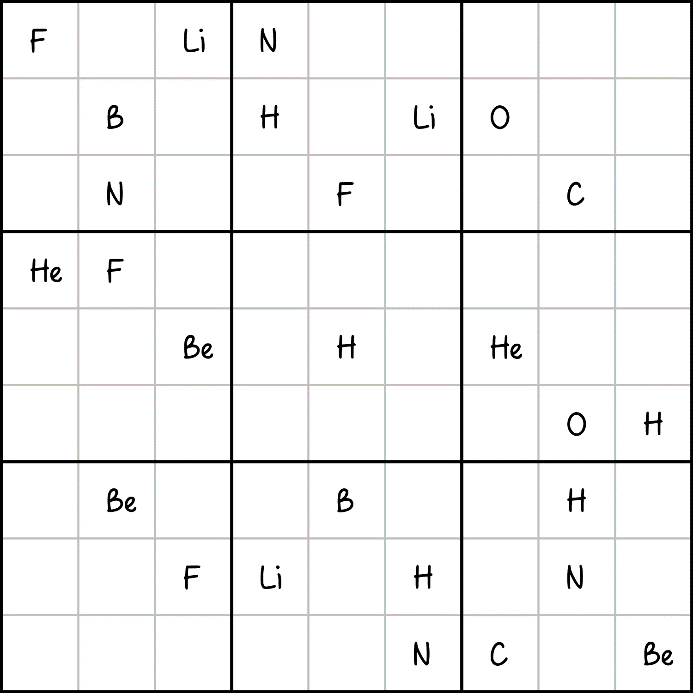 F Li N
B H Li O
N F C
He F
Be H He
O H
Be B H
F Li H N
N C Be